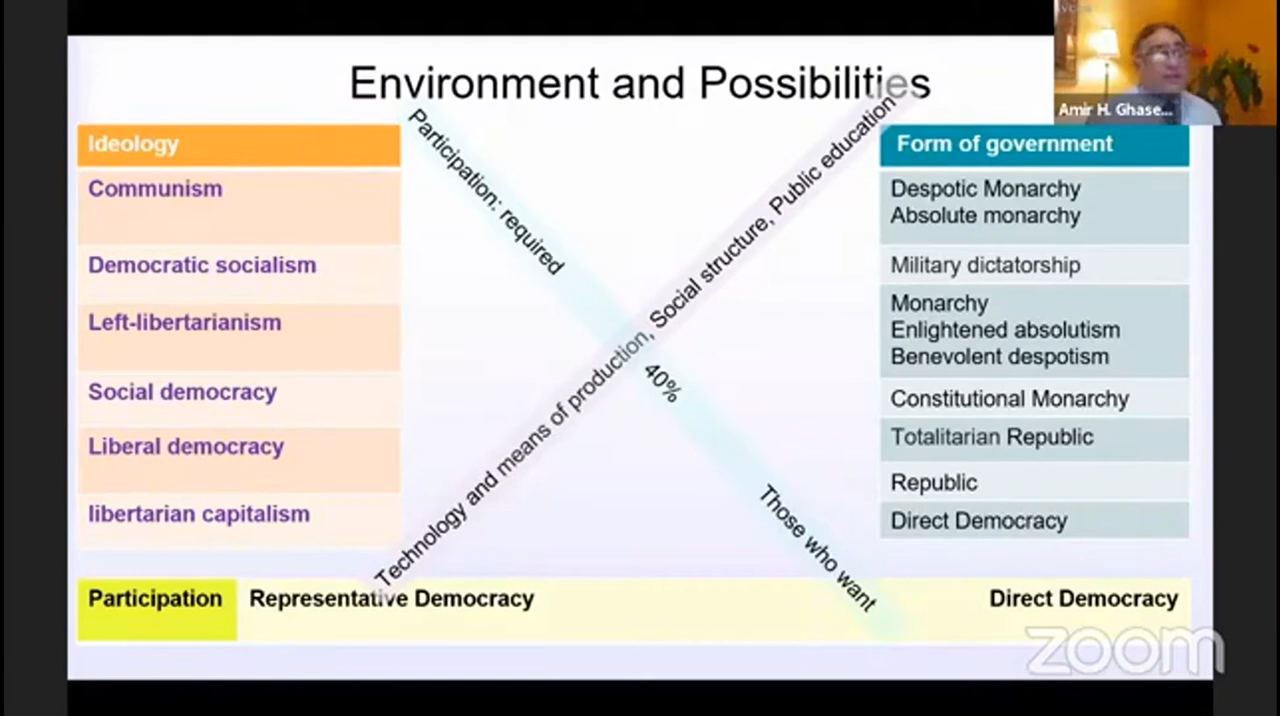 Environment and Possibilities
Amir H. Ghase...
Ideology
Communism
Democratic socialism
Left-libertarianism
Social democracy
Liberal democracy
libertarian capitalism
Participation: required
40%
Those who want
Technology and means of production, Social structure, Public education
Form of government
Despotic Monarchy
Absolute monarchy
Military dictatorship
Monarchy
Enlightened absolutism
Benevolent despotism
Constitutional Monarchy
Totalitarian Republic
Republic
Direct Democracy
Participation Representative Democracy Direct Democracy
zoom